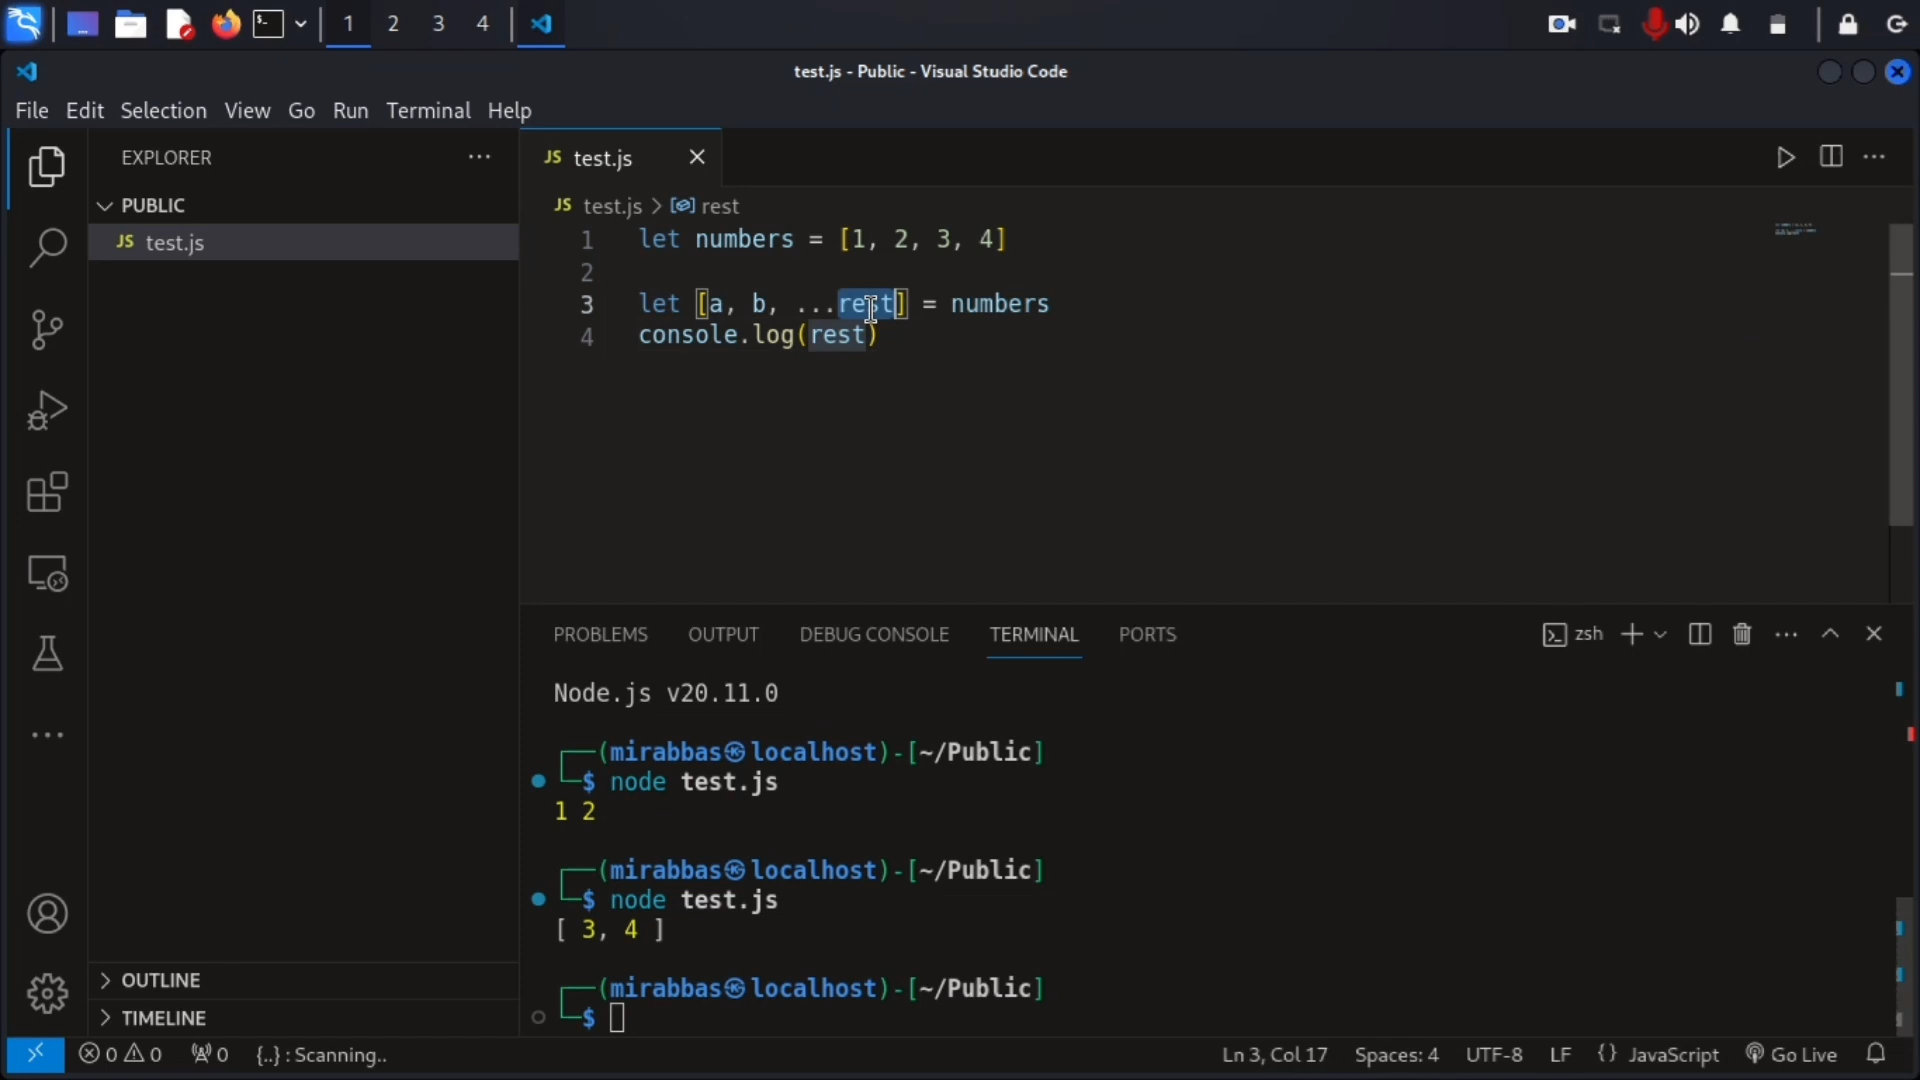 1 2 3 4
test.js - Public - Visual Studio Code
File Edit Selection View Go Run Terminal Help
EXPLORER
PUBLIC
JS test.js
OUTLINE
TIMELINE
JS test.js
JS test.js > rest
1 let numbers = [1, 2, 3, 4]
2
3 let [a, b, ...rest] = numbers
4 console.log(rest)
PROBLEMS OUTPUT DEBUG CONSOLE TERMINAL PORTS
zsh
Node.js v20.11.0
┌──(mirabbas㉿localhost)-[~/Public]
└─$ node test.js
1 2
┌──(mirabbas㉿localhost)-[~/Public]
└─$ node test.js
[ 3, 4 ]
┌──(mirabbas㉿localhost)-[~/Public]
└─$
0 0 0 {..} : Scanning.. Ln 3, Col 17 Spaces: 4 UTF-8 LF {} JavaScript Go Live